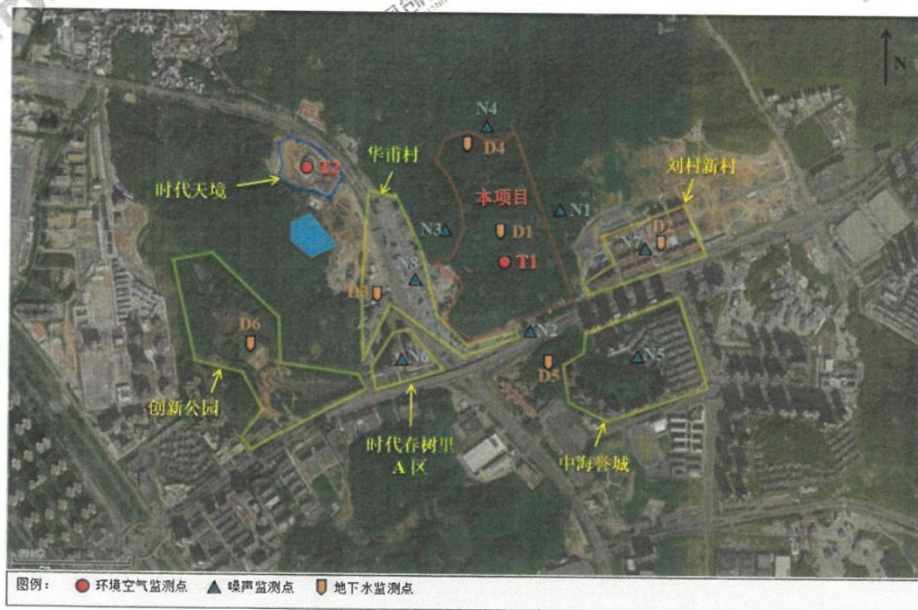 N
N4
华甫村
D4
T2
刘村新村
时代天境
本项目
N1
N3
D1
D2
N7
T1
N8
D3
D6
N2
N6
N5
D5
创新公园
时代春树里
A区
中海誉城
图例: 环境空气监测点 噪声监测点 地下水监测点